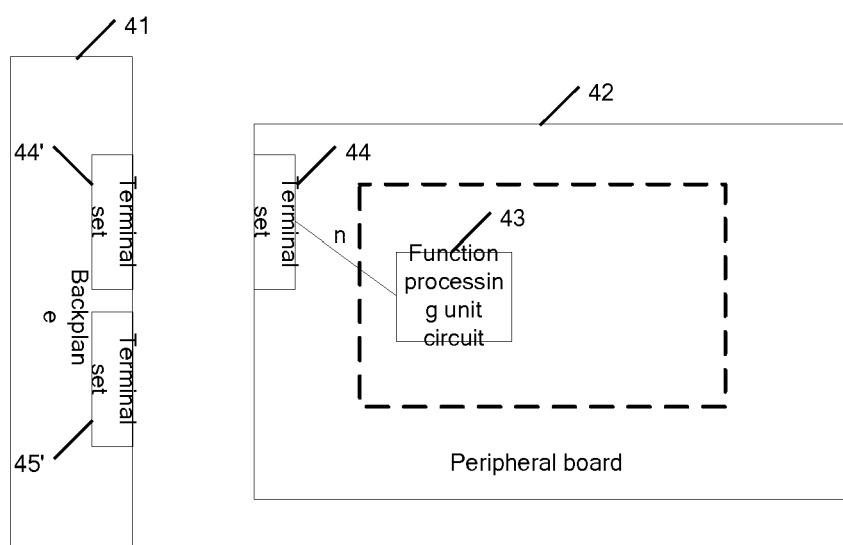 41
42
44'
44
Terminal
set
Terminal
set
n
43
Function
processin
g unit
circuit
Backplan
e
Terminal
set
45'
Peripheral board